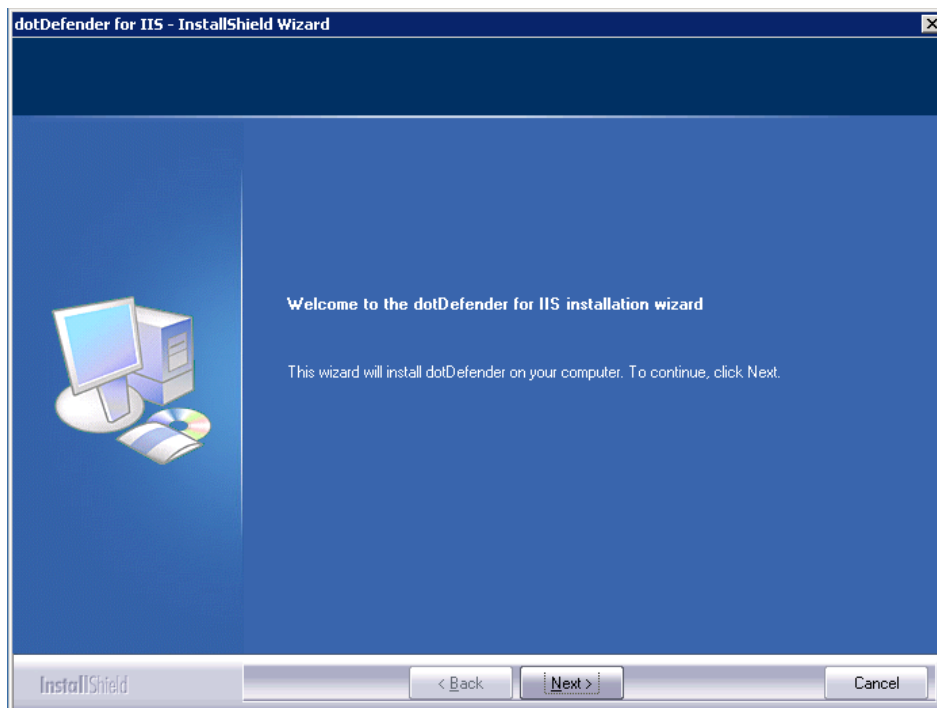 dotDefender for IIS - InstallShield Wizard
Welcome to the dotDefender for IIS installation wizard
This wizard will install dotDefender on your computer. To continue, click Next.
InstallShield
< Back
Next >
Cancel